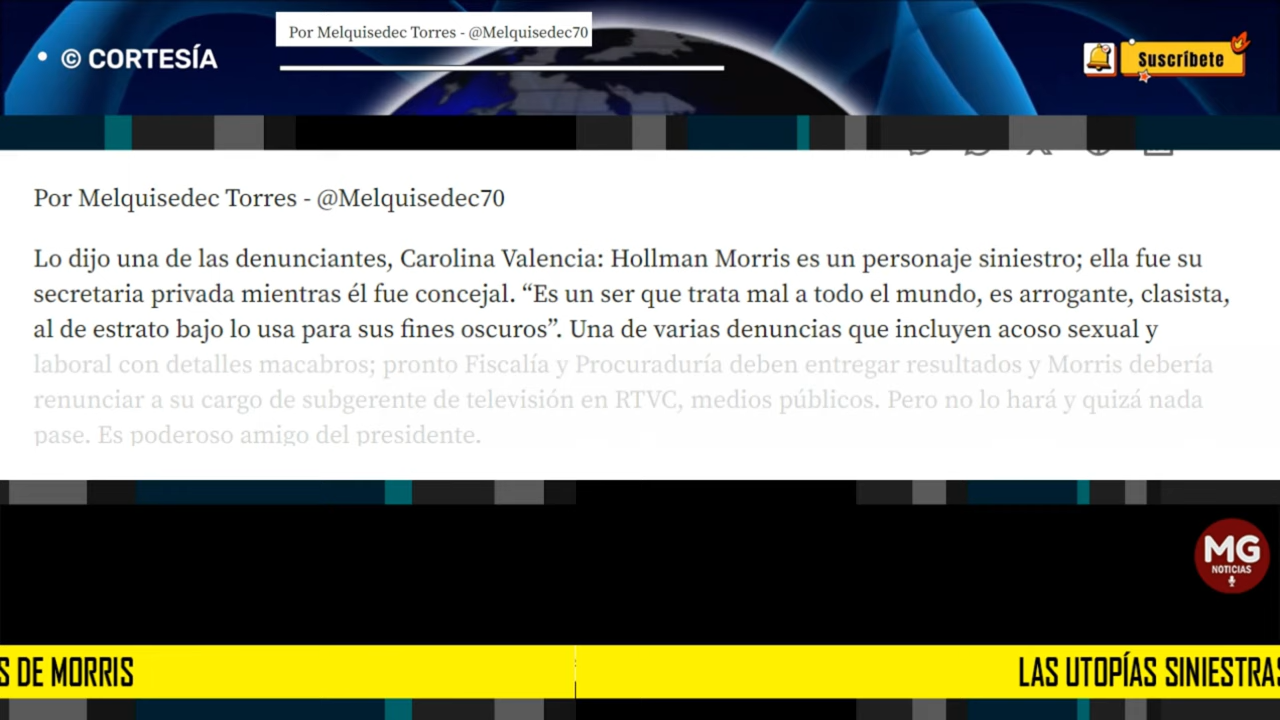 Por Melquisedec Torres - @Melquisedec70
• © CORTESÍA
Suscríbete
Por Melquisedec Torres - @Melquisedec70
Lo dijo una de las denunciantes, Carolina Valencia: Hollman Morris es un personaje siniestro; ella fue su
secretaria privada mientras él fue concejal. “Es un ser que trata mal a todo el mundo, es arrogante, clasista,
al de estrato bajo lo usa para sus fines oscuros”. Una de varias denuncias que incluyen acoso sexual y
laboral con detalles macabros; pronto Fiscalía y Procuraduría deben entregar resultados y Morris debería
renunciar a su cargo de subgerente de televisión en RTVC, medios públicos. Pero no lo hará y quizá nada
pase. Es poderoso amigo del presidente.
MG
NOTICIAS
S DE MORRIS
LAS UTOPÍAS SINIESTRAS